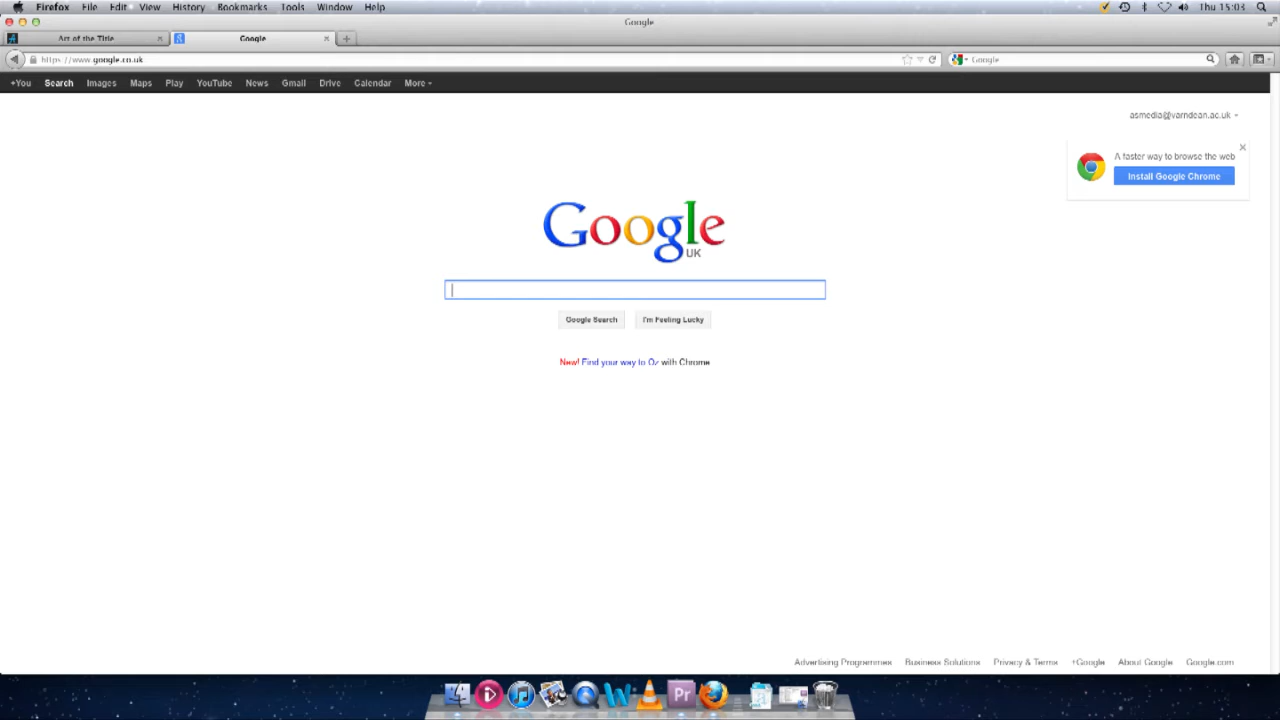 Firefox File Edit View History Bookmarks Tools Window Help Thu 15:03
Google
Art of the Title Google
https://www.google.co.uk Google
+You Search Images Maps Play YouTube News Gmail Drive Calendar More
asmedia@varndean.ac.uk
A faster way to browse the web
Install Google Chrome
Google
UK
Google Search I'm Feeling Lucky
New! Find your way to Oz with Chrome
Advertising Programmes Business Solutions Privacy & Terms +Google About Google Google.com
Pr